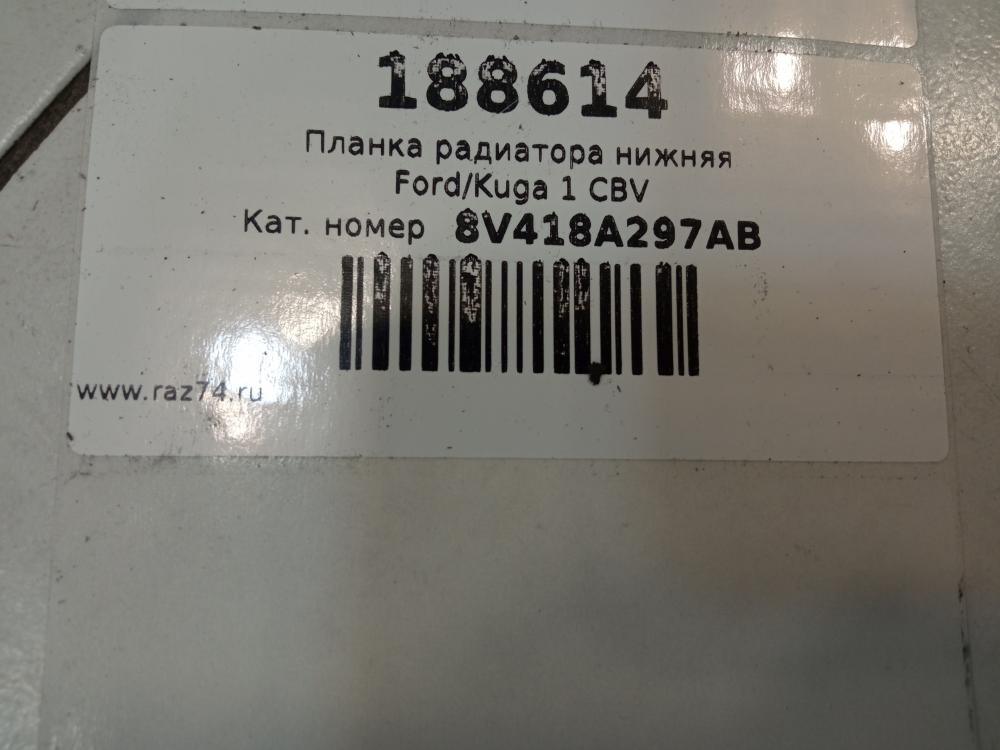 188614
Планка радиатора нижняя
Ford/Kuga 1 CBV
Кат. номер 8V418A297AB
www.raz74.ru